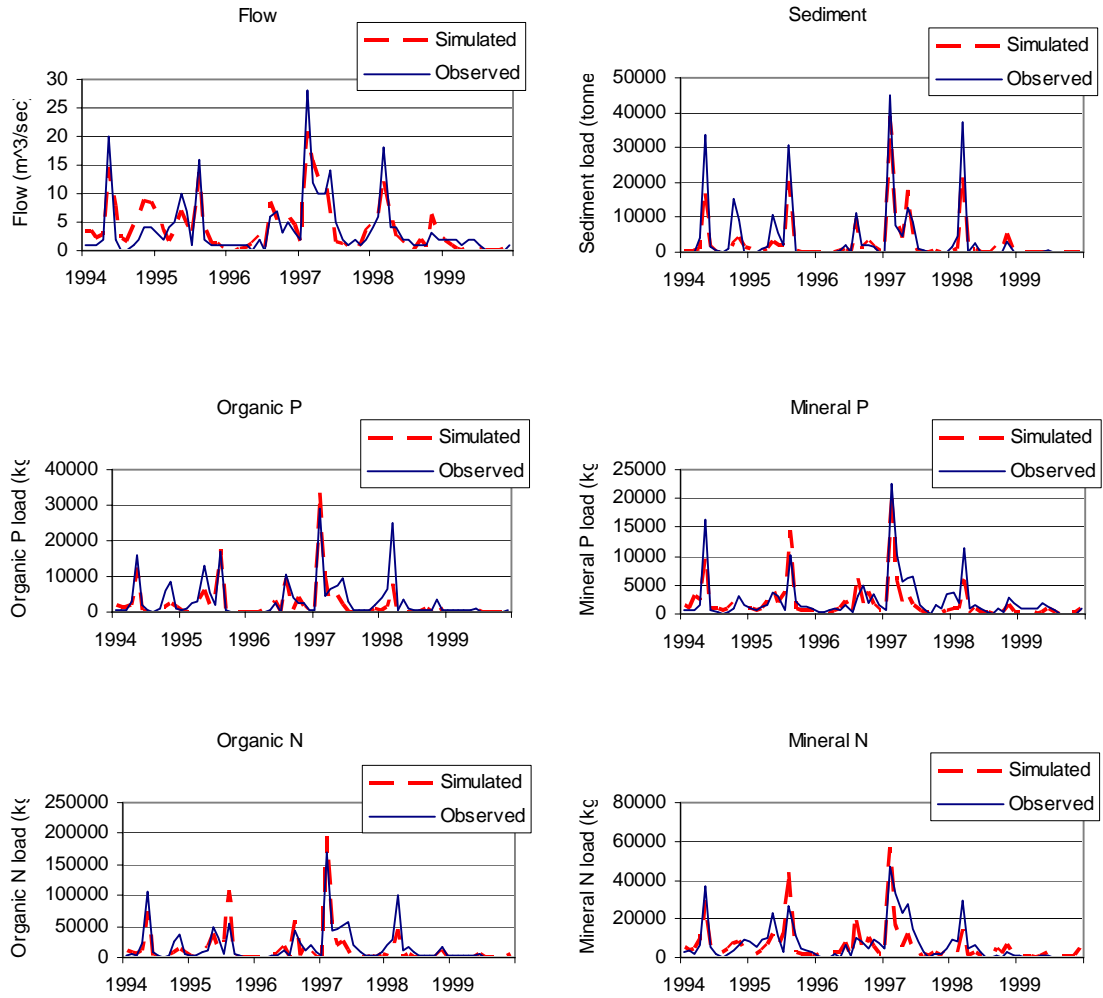 Flow
Simulated
Observed
Flow (m^3/sec)
30
25
20
15
10
5
0
1994 1995 1996 1997 1998 1999
Sediment
Simulated
Observed
Sediment load (tonne
50000
40000
30000
20000
10000
0
1994 1995 1996 1997 1998 1999
Organic P
Simulated
Observed
Organic P load (kg
40000
30000
20000
10000
0
1994 1995 1996 1997 1998 1999
Mineral P
Simulated
Observed
Mineral P load (kg
25000
20000
15000
10000
5000
0
1994 1995 1996 1997 1998 1999
Organic N
Simulated
Observed
Organic N load (kg
250000
200000
150000
100000
50000
0
1994 1995 1996 1997 1998 1999
Mineral N
Simulated
Observed
Mineral N load (kg
80000
60000
40000
20000
0
1994 1995 1996 1997 1998 1999